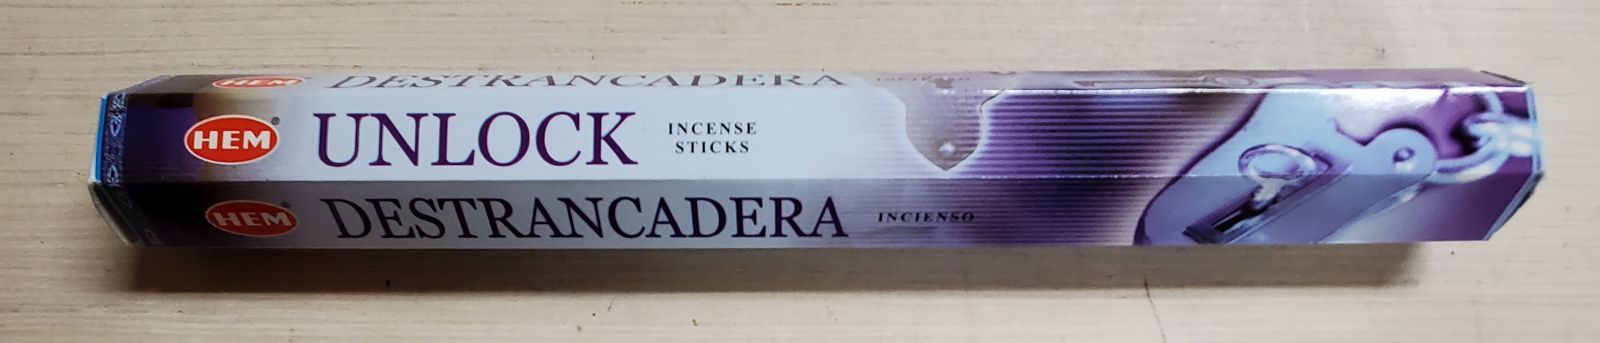 HEM DESTRANCADERA
HEM® UNLOCK INCENSE
STICKS
HEM DESTRANCADERA INCIENSO